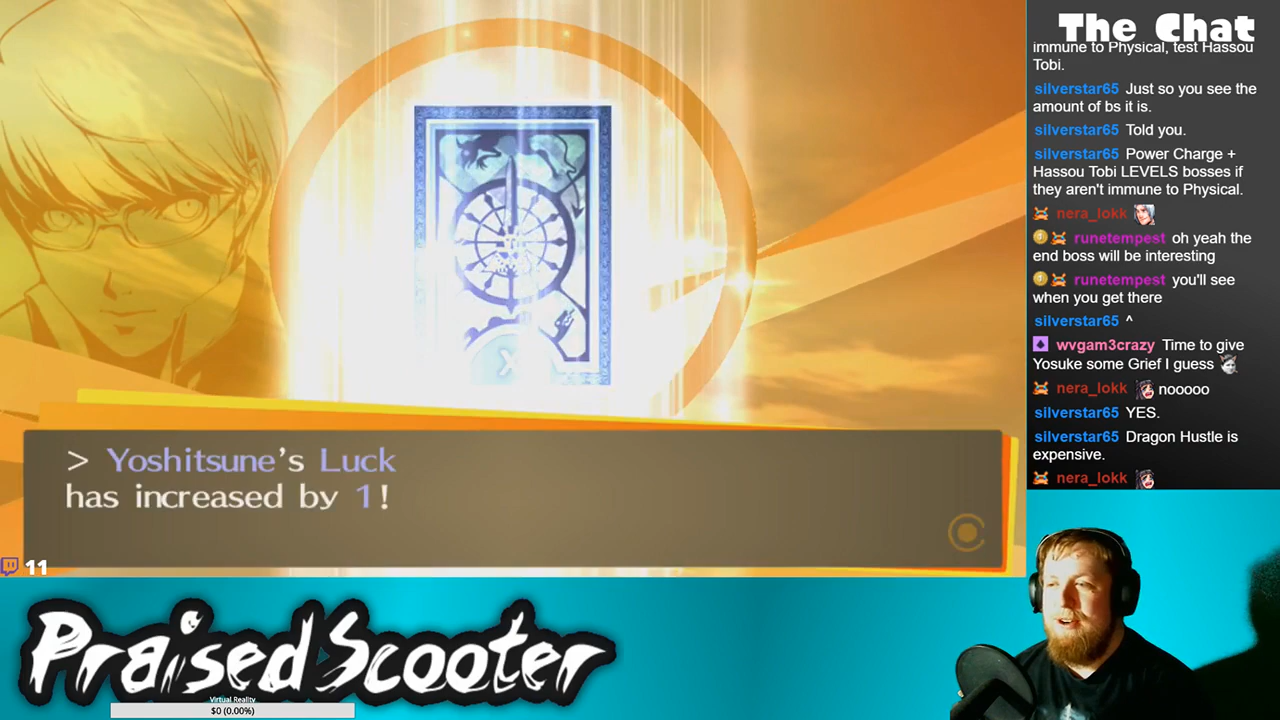 > Yoshitsune's Luck
has increased by 1!
11
The Chat
immune to Physical, test Hassou
Tobi.
silverstar65 Just so you see the
amount of bs it is.
silverstar65 Told you.
silverstar65 Power Charge +
Hassou Tobi LEVELS bosses if
they aren't immune to Physical.
nera_lokk
runetempest oh yeah the
end boss will be interesting
runetempest you'll see
when you get there
silverstar65 ^
wvgam3crazy Time to give
Yosuke some Grief I guess
nera_lokk nooooo
silverstar65 YES.
silverstar65 Dragon Hustle is
expensive.
nera_lokk
PraisedScooter
Virtual Reality
$0 (0.00%)